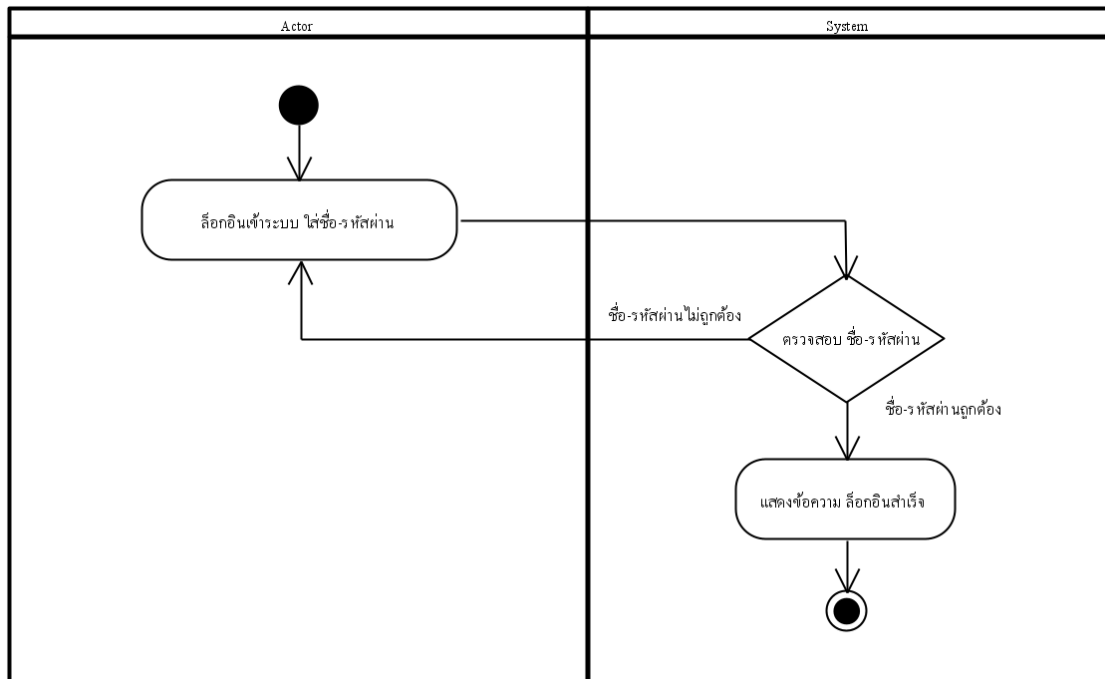 Actor
System
ล็อกอินเข้าระบบ ใส่ชื่อ-รหัสผ่าน
ชื่อ-รหัสผ่านไม่ถูกต้อง
ตรวจสอบ ชื่อ-รหัสผ่าน
ชื่อ-รหัสผ่านถูกต้อง
แสดงข้อความ ล็อกอินสำเร็จ